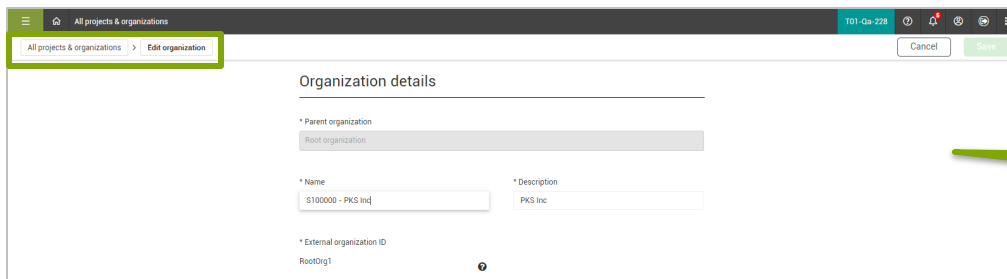 All projects & organizations
T01-Qa-228
6
All projects & organizations > Edit organization
Cancel
Save
Organization details
* Parent organization
Root organization
* Name
* Description
S100000 - PKS Inc
PKS Inc
* External organization ID
RootOrg1